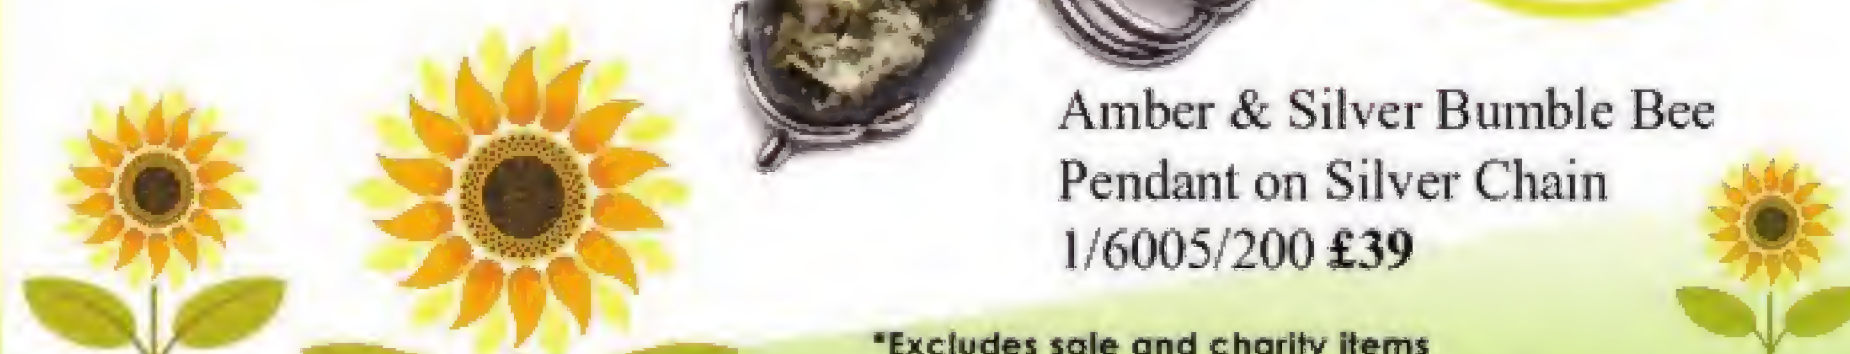 Amber & Silver Bumble Bee
Pendant on Silver Chain
1/6005/200 £39
*Excludes sale and charity items